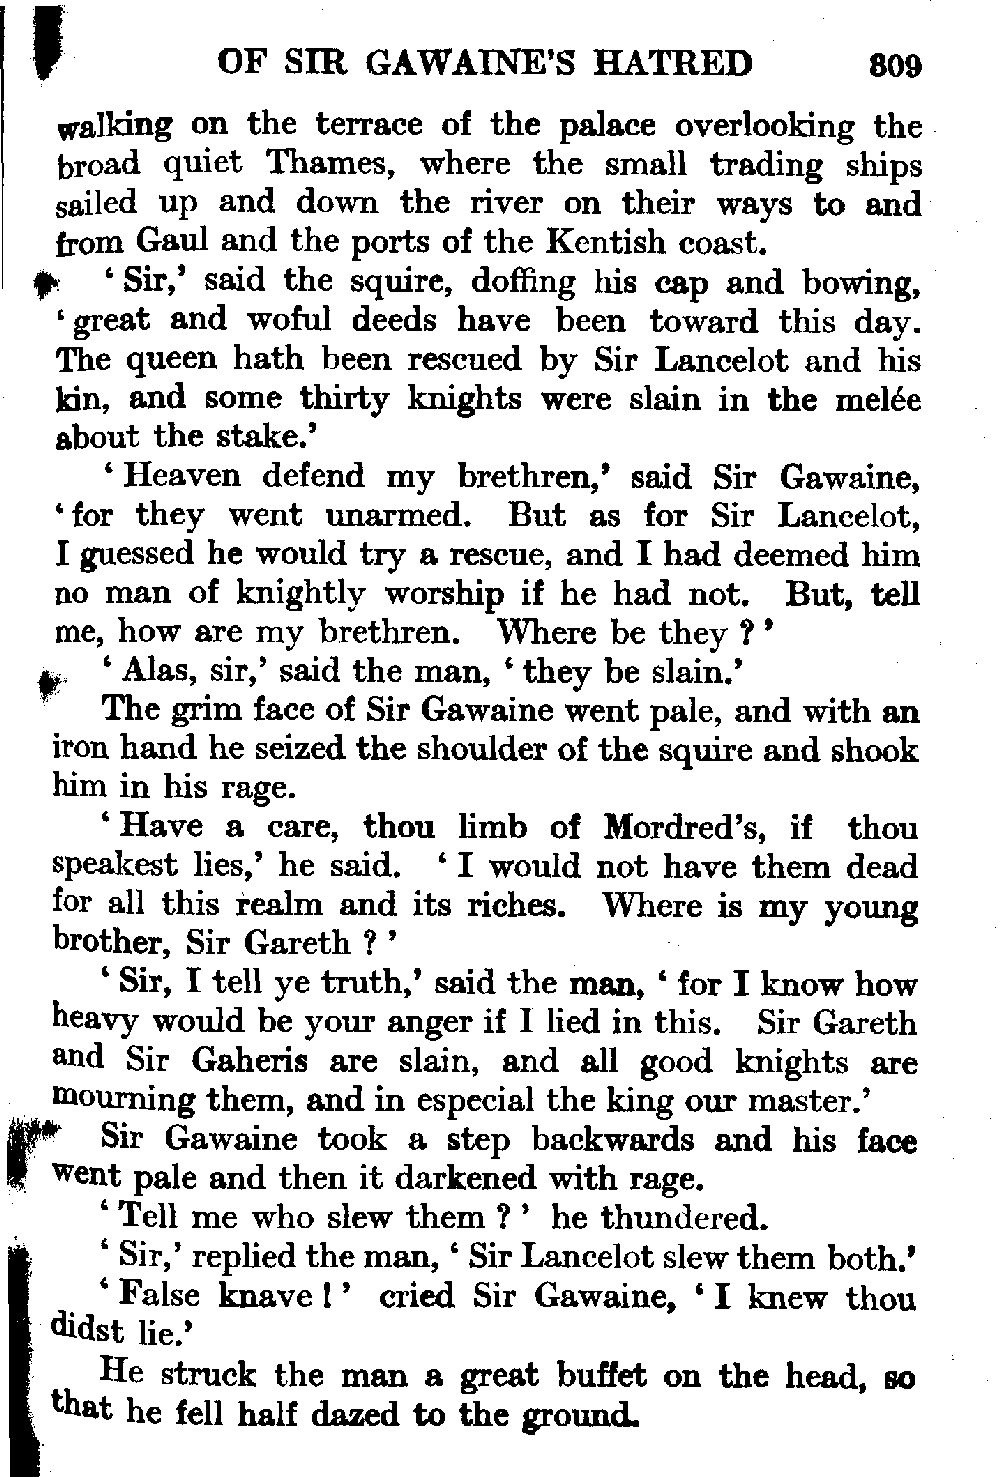 OF SIR GAWAINE'S HATRED 309
walking on the terrace of the palace overlooking the
broad quiet Thames, where the small trading ships
sailed up and down the river on their ways to and
from Gaul and the ports of the Kentish coast.
‘ Sir,’ said the squire, doffing his cap and bowing,
‘ great and woful deeds have been toward this day.
The queen hath been rescued by Sir Lancelot and his
kin, and some thirty knights were slain in the melée
about the stake.’
‘ Heaven defend my brethren,’ said Sir Gawaine,
‘ for they went unarmed. But as for Sir Lancelot,
I guessed he would try a rescue, and I had deemed him
no man of knightly worship if he had not. But, tell
me, how are my brethren. Where be they ? ’
‘ Alas, sir,’ said the man, ‘ they be slain.’
The grim face of Sir Gawaine went pale, and with an
iron hand he seized the shoulder of the squire and shook
him in his rage.
‘ Have a care, thou limb of Mordred’s, if thou
speakest lies,’ he said. ‘ I would not have them dead
for all this realm and its riches. Where is my young
brother, Sir Gareth ? ’
‘ Sir, I tell ye truth,’ said the man, ‘ for I know how
heavy would be your anger if I lied in this. Sir Gareth
and Sir Gaheris are slain, and all good knights are
mourning them, and in especial the king our master.’
Sir Gawaine took a step backwards and his face
went pale and then it darkened with rage.
‘ Tell me who slew them ? ’ he thundered.
‘ Sir,’ replied the man, ‘ Sir Lancelot slew them both.’
‘ False knave ! ’ cried Sir Gawaine, ‘ I knew thou
didst lie.’
He struck the man a great buffet on the head, so
that he fell half dazed to the ground.